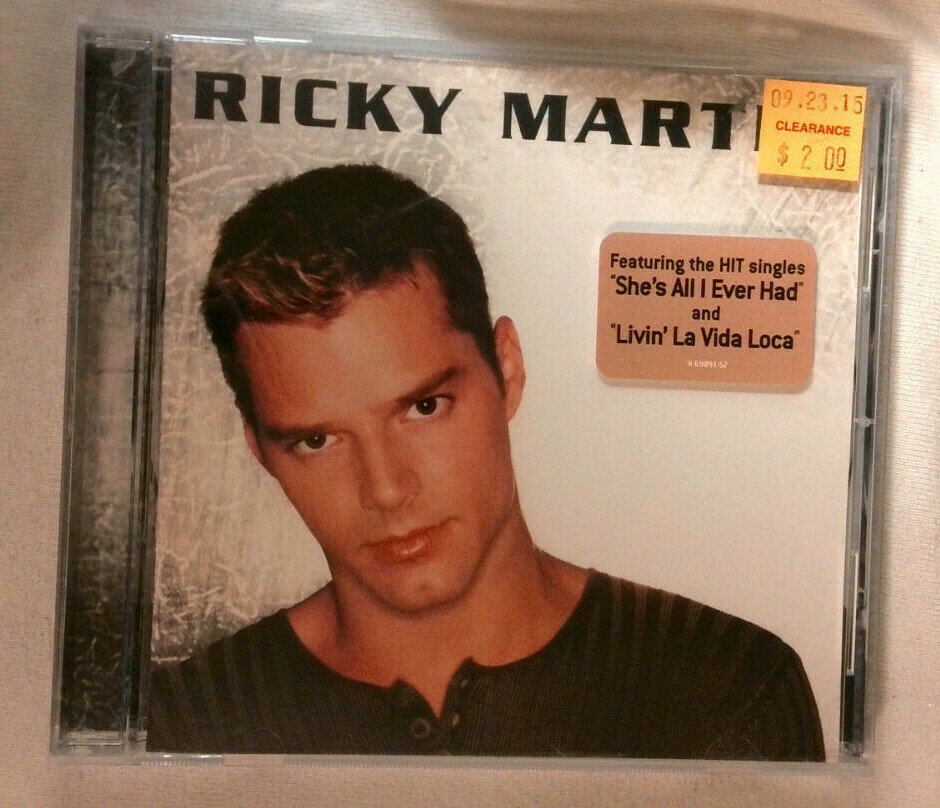 RICKY MARTI
09.23.15
CLEARANCE
$ 2 00
Featuring the HIT singles
"She's All I Ever Had"
and
"Livin' La Vida Loca"